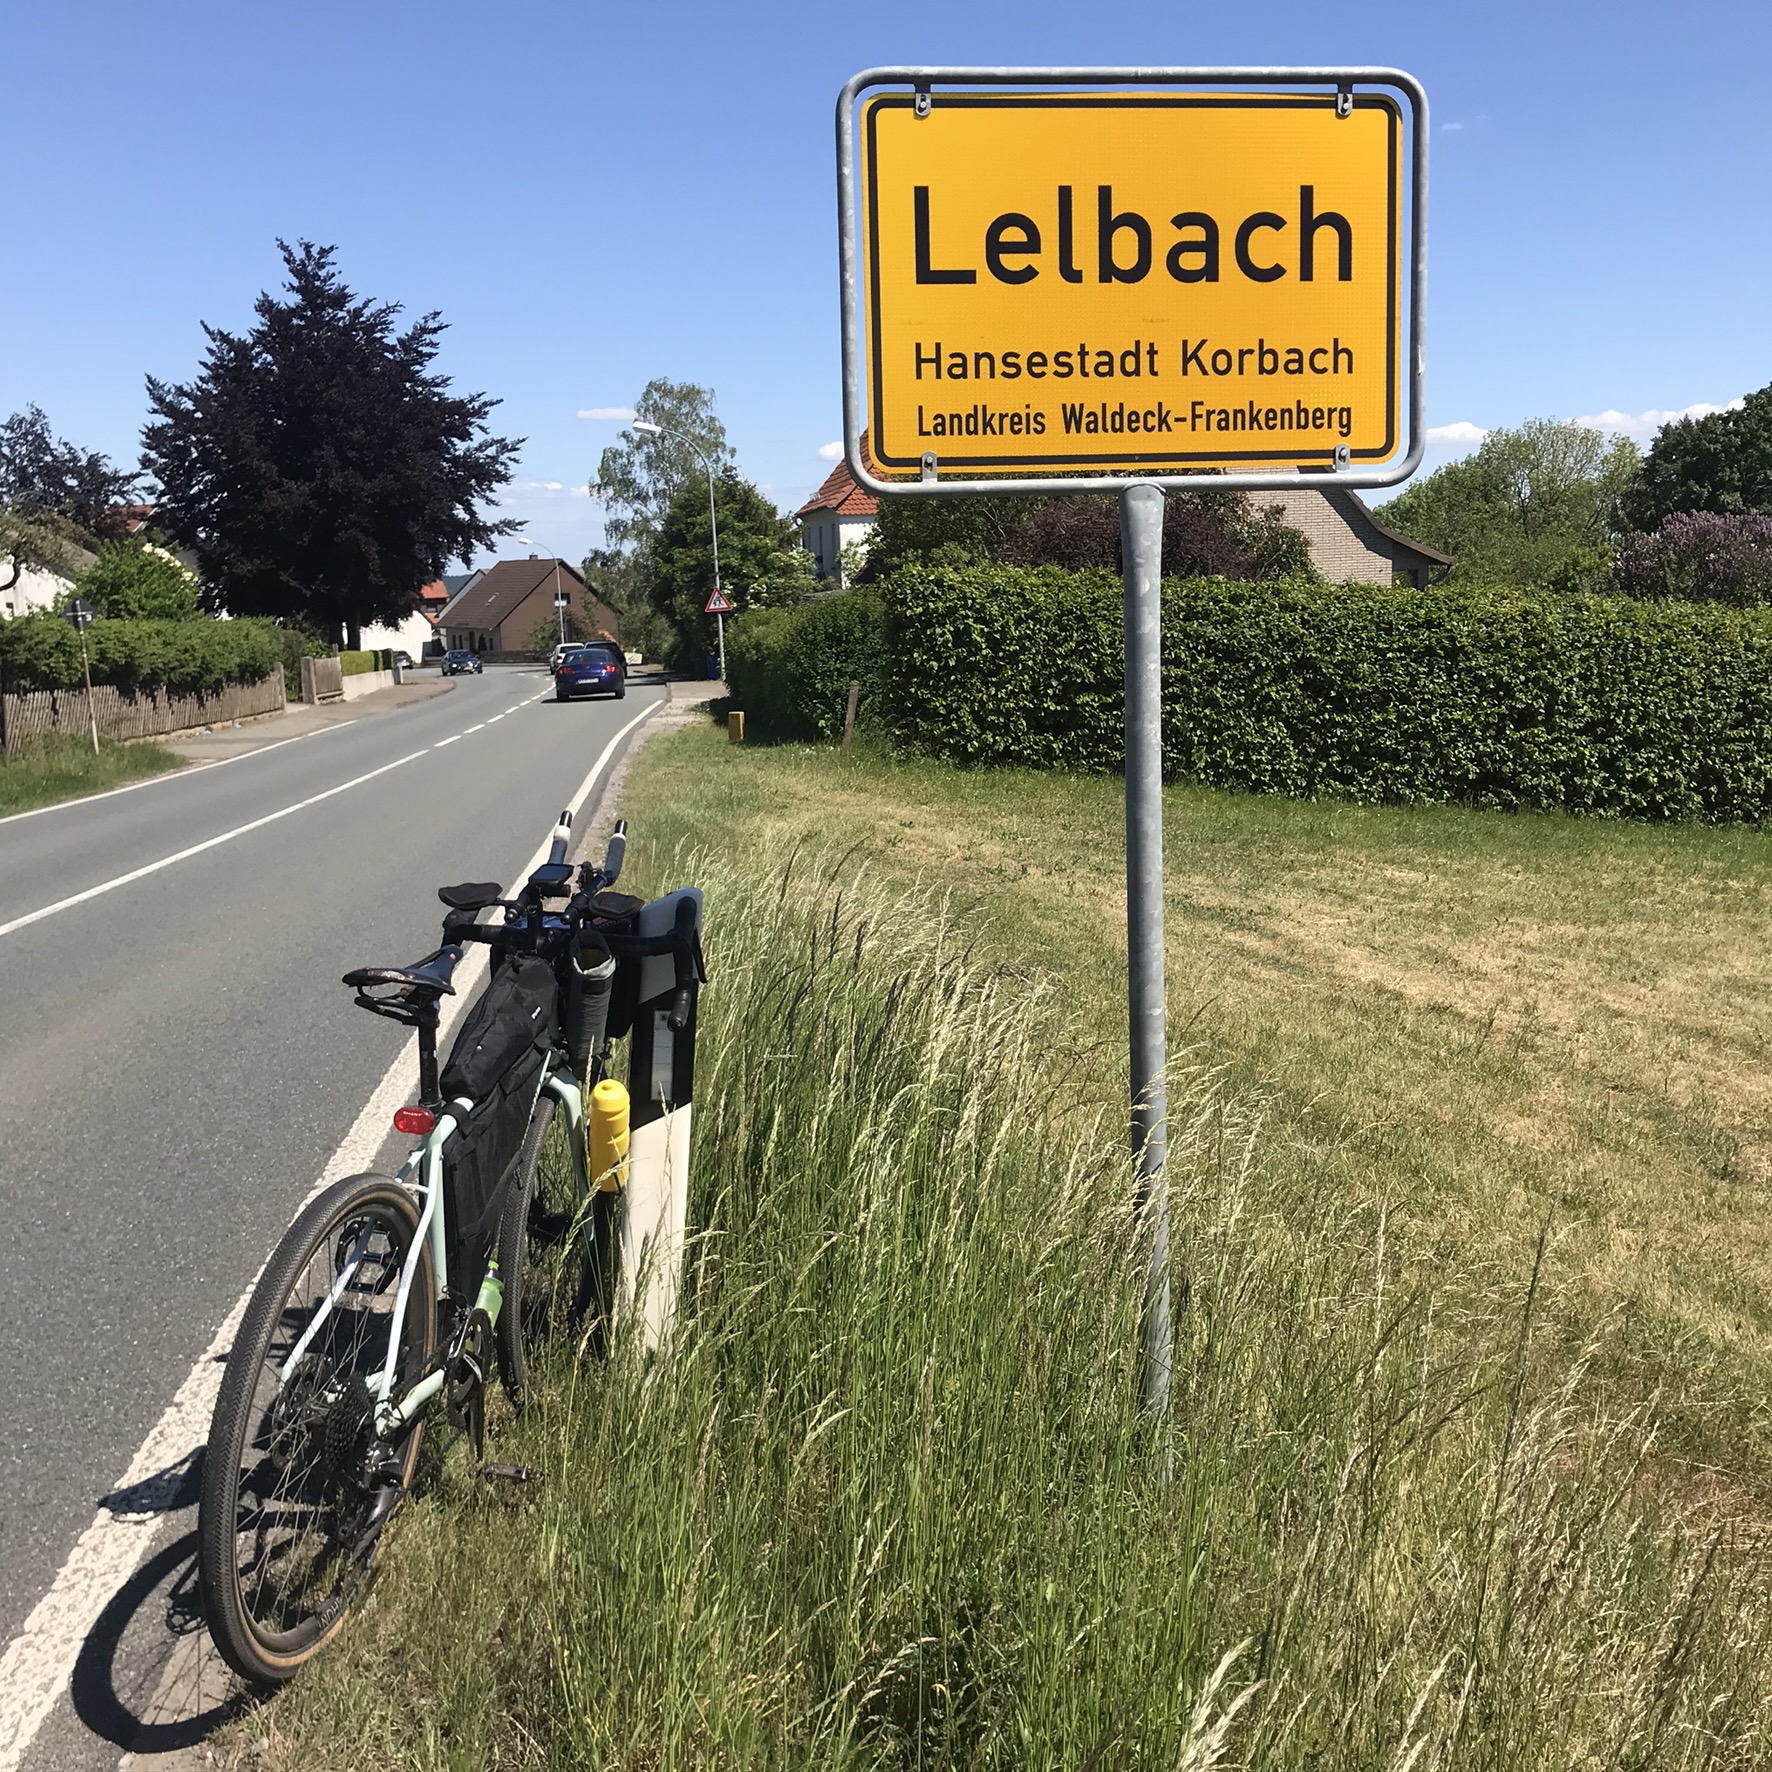 Lelbach
Hansestadt Korbach
Landkreis Waldeck-Frankenberg